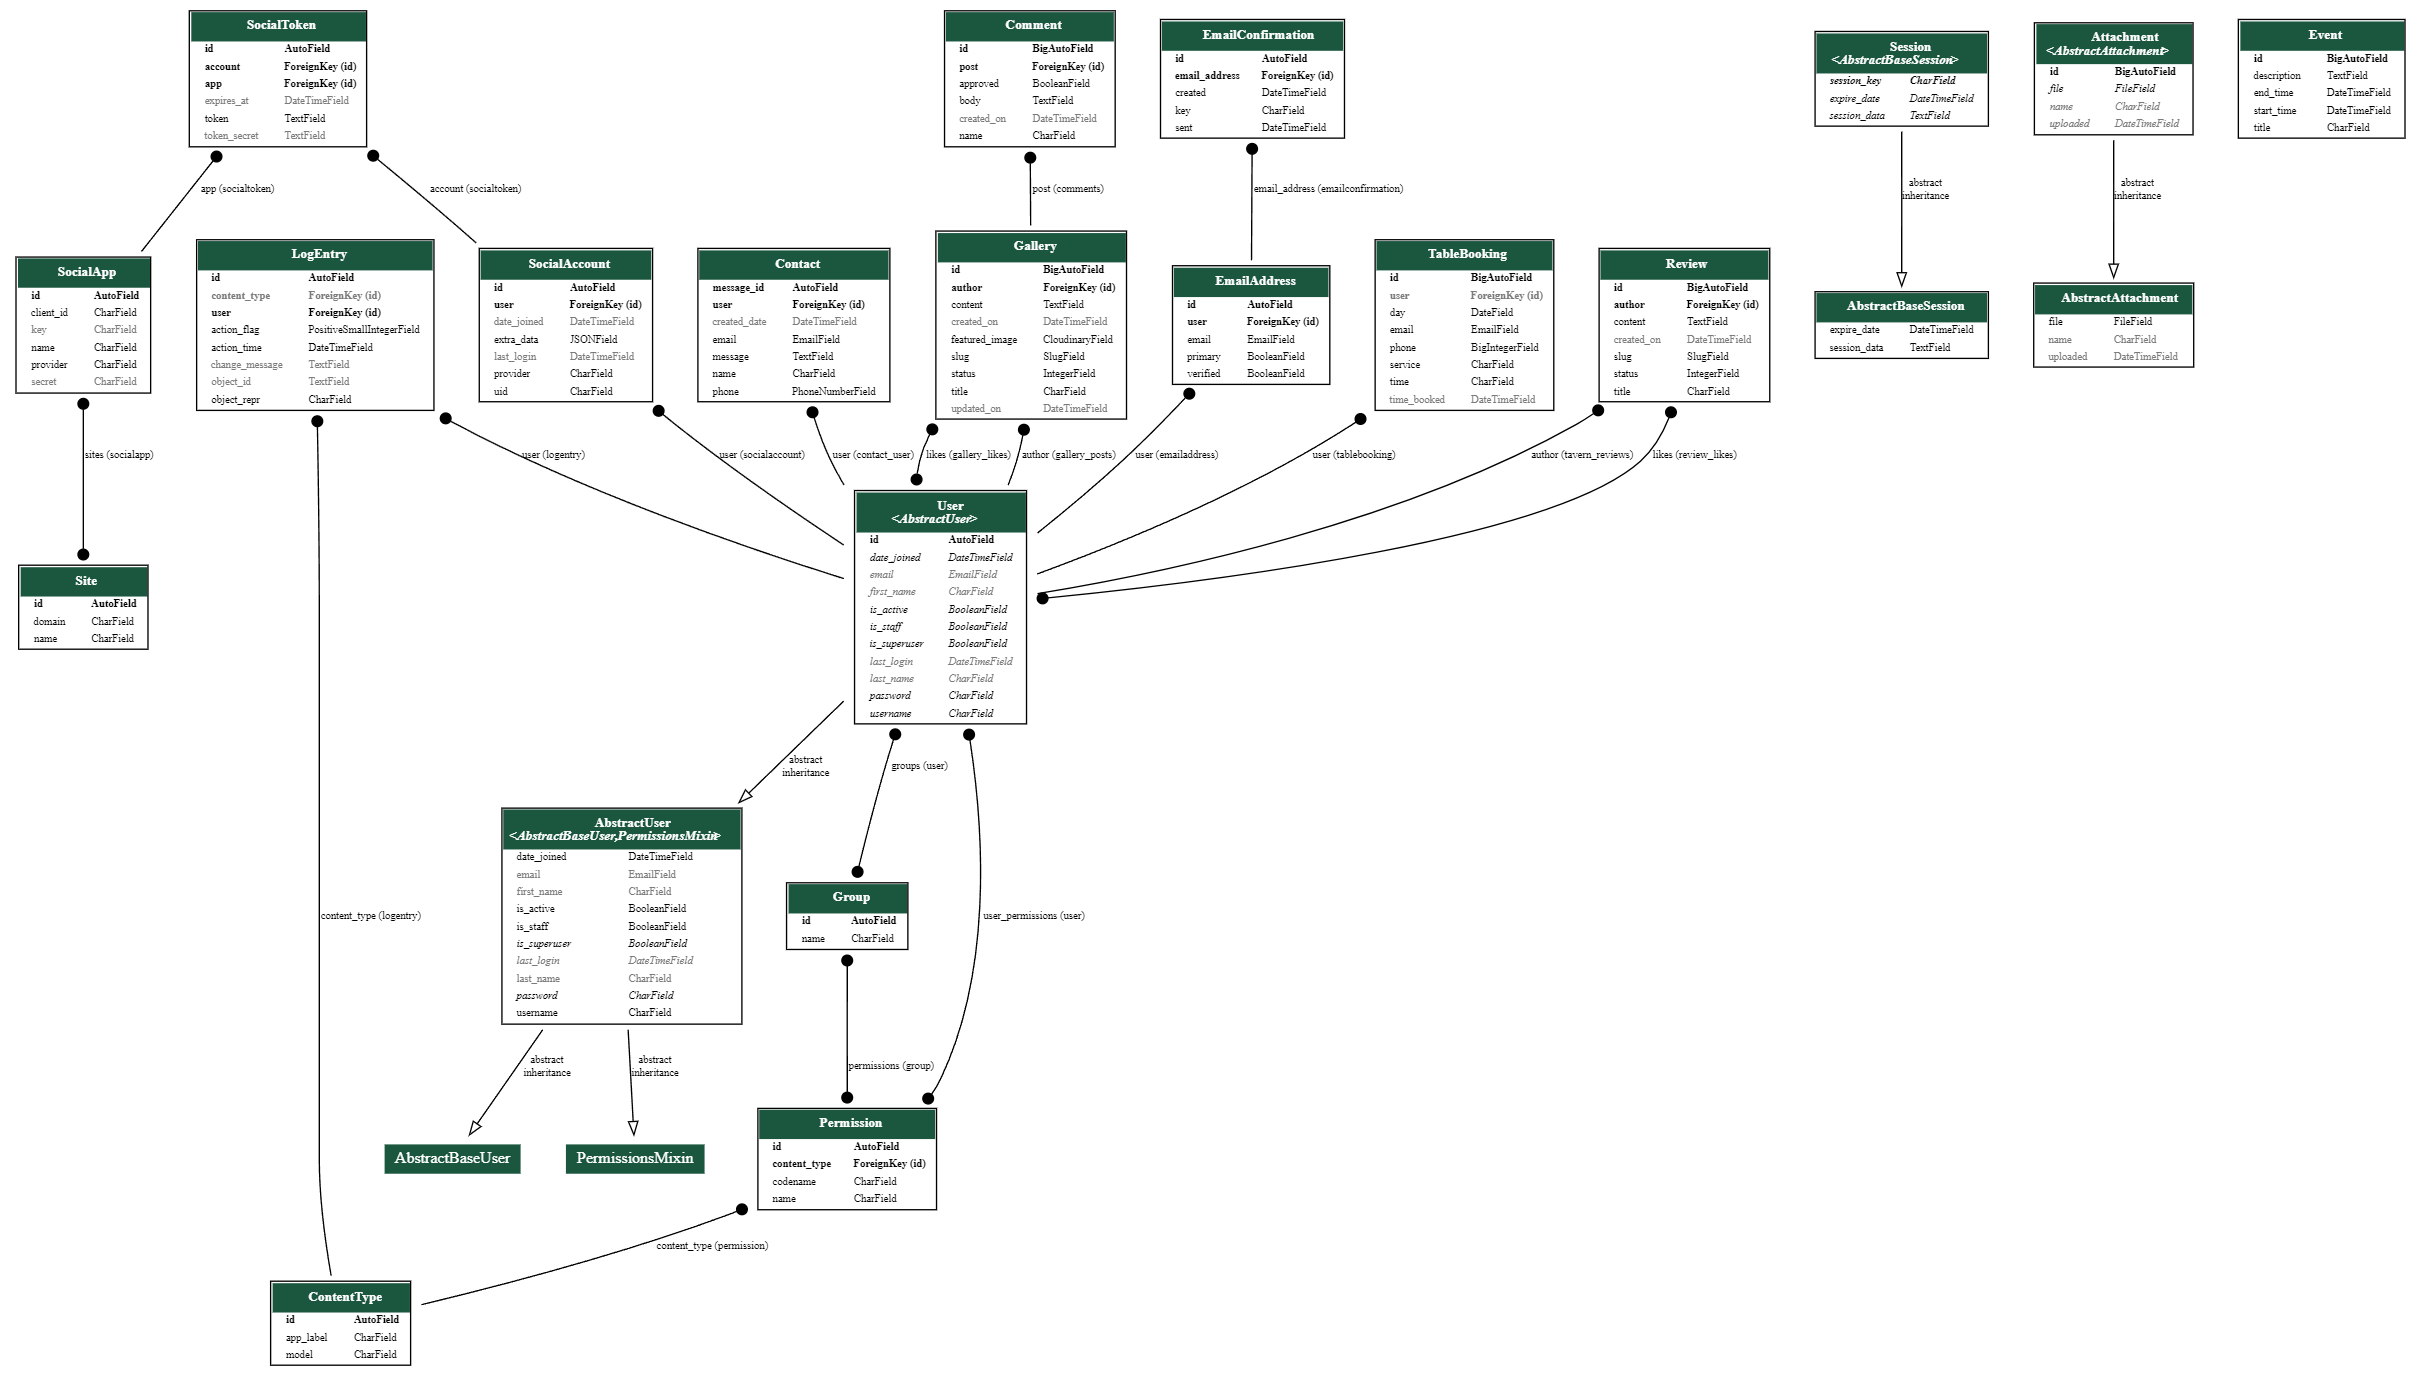 SocialToken
id AutoField
account ForeignKey (id)
app ForeignKey (id)
expires_at DateTimeField
token TextField
token_secret TextField
Comment
id BigAutoField
post ForeignKey (id)
approved BooleanField
body TextField
created_on DateTimeField
name CharField
EmailConfirmation
id AutoField
email_address ForeignKey (id)
created DateTimeField
key CharField
sent DateTimeField
Session
<AbstractBaseSession>
session_key CharField
expire_date DateTimeField
session_data TextField
Attachment
<AbstractAttachment>
id BigAutoField
file FileField
name CharField
uploaded DateTimeField
Event
id BigAutoField
description TextField
end_time DateTimeField
start_time DateTimeField
title CharField
app (socialtoken)
account (socialtoken)
post (comments)
email_address (emailconfirmation)
abstract
inheritance
abstract
inheritance
SocialApp
id AutoField
client_id CharField
key CharField
name CharField
provider CharField
secret CharField
LogEntry
id AutoField
content_type ForeignKey (id)
user ForeignKey (id)
action_flag PositiveSmallIntegerField
action_time DateTimeField
change_message TextField
object_id TextField
object_repr CharField
SocialAccount
id AutoField
user ForeignKey (id)
date_joined DateTimeField
extra_data JSONField
last_login DateTimeField
provider CharField
uid CharField
Contact
message_id AutoField
user ForeignKey (id)
created_date DateTimeField
email EmailField
message TextField
name CharField
phone PhoneNumberField
Gallery
id BigAutoField
author ForeignKey (id)
content TextField
created_on DateTimeField
featured_image CloudinaryField
slug SlugField
status IntegerField
title CharField
updated_on DateTimeField
EmailAddress
id AutoField
user ForeignKey (id)
email EmailField
primary BooleanField
verified BooleanField
TableBooking
id BigAutoField
user ForeignKey (id)
day DateField
email EmailField
phone BigIntegerField
service CharField
time CharField
time_booked DateTimeField
Review
id BigAutoField
author ForeignKey (id)
content TextField
created_on DateTimeField
slug SlugField
status IntegerField
title CharField
AbstractBaseSession
expire_date DateTimeField
session_data TextField
AbstractAttachment
file FileField
name CharField
uploaded DateTimeField
sites (socialapp)
user (logentry)
user (socialaccount)
user (contact_user)
likes (gallery_likes)
author (gallery_posts)
user (emailaddress)
user (tablebooking)
author (tavern_reviews)
likes (review_likes)
Site
id AutoField
domain CharField
name CharField
User
<AbstractUser>
id AutoField
date_joined DateTimeField
email EmailField
first_name CharField
is_active BooleanField
is_staff BooleanField
is_superuser BooleanField
last_login DateTimeField
last_name CharField
password CharField
username CharField
abstract
inheritance
groups (user)
AbstractUser
<AbstractBaseUser,PermissionsMixin>
date_joined DateTimeField
email EmailField
first_name CharField
is_active BooleanField
is_staff BooleanField
is_superuser BooleanField
last_login DateTimeField
last_name CharField
password CharField
username CharField
Group
id AutoField
name CharField
content_type (logentry)
user_permissions (user)
abstract
inheritance
abstract
inheritance
permissions (group)
AbstractBaseUser
PermissionsMixin
Permission
id AutoField
content_type ForeignKey (id)
codename CharField
name CharField
content_type (permission)
ContentType
id AutoField
app_label CharField
model CharField